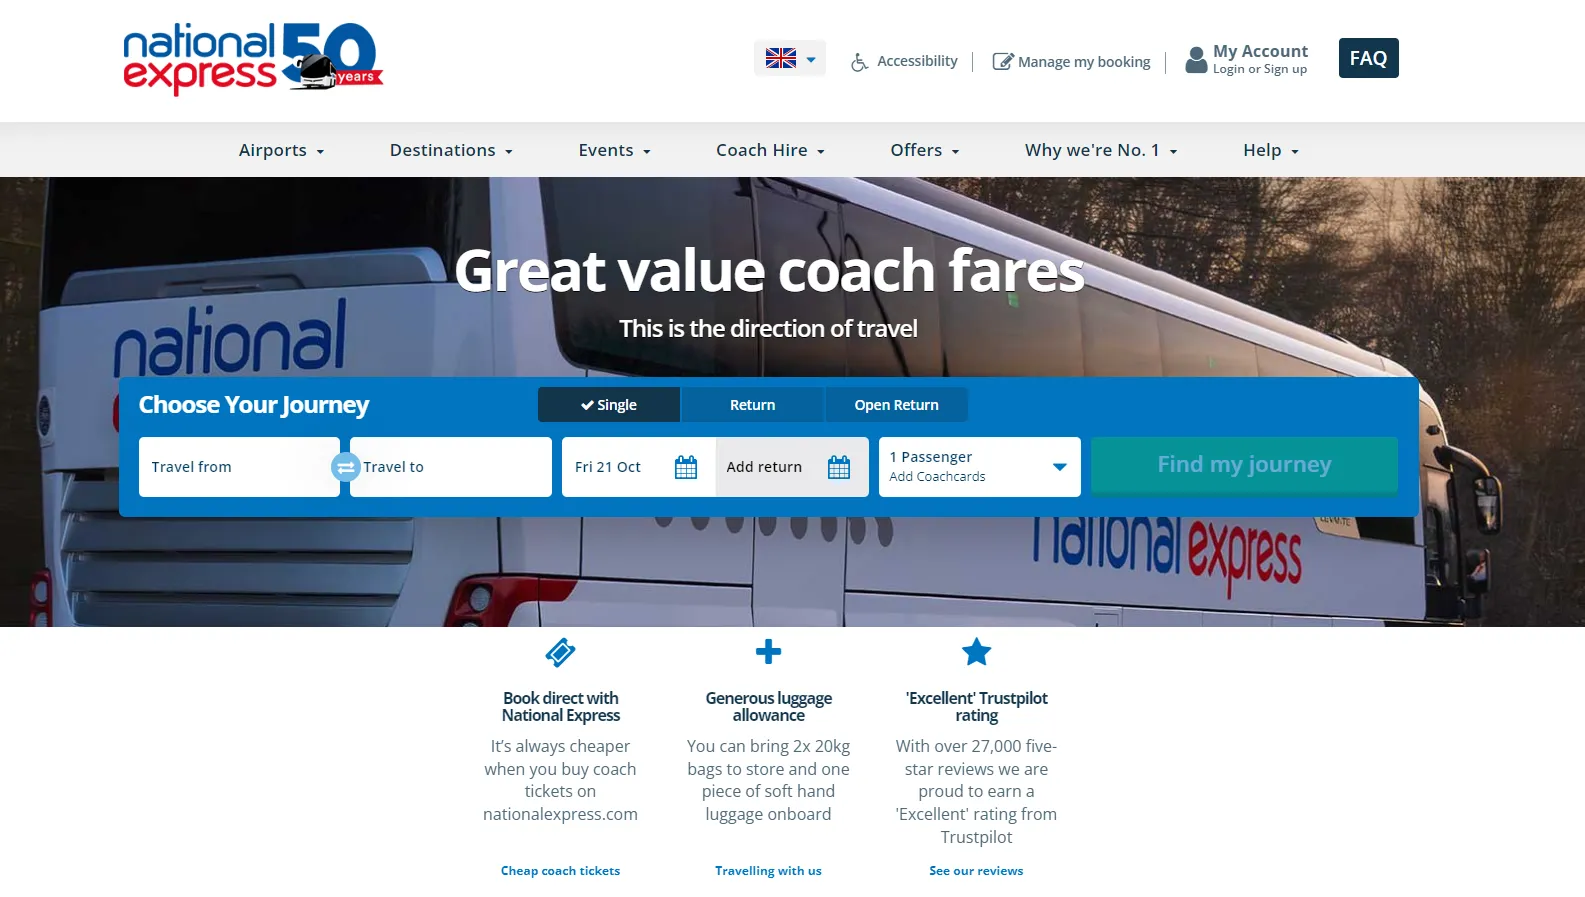 national
express
50
years
Accessibility
Manage my booking
My Account
Login or Sign up
FAQ
Airports
Destinations
Events
Coach Hire
Offers
Why we're No. 1
Help
Great value coach fares
This is the direction of travel
national
Choose Your Journey
Single
Return
Open Return
Travel from
Travel to
Fri 21 Oct
Add return
1 Passenger
Add Coachcards
Find my journey
national express
Book direct with
National Express
It’s always cheaper
when you buy coach
tickets on
nationalexpress.com
Cheap coach tickets
Generous luggage
allowance
You can bring 2x 20kg
bags to store and one
piece of soft hand
luggage onboard
Travelling with us
'Excellent' Trustpilot
rating
With over 27,000 five-
star reviews we are
proud to earn a
'Excellent' rating from
Trustpilot
See our reviews